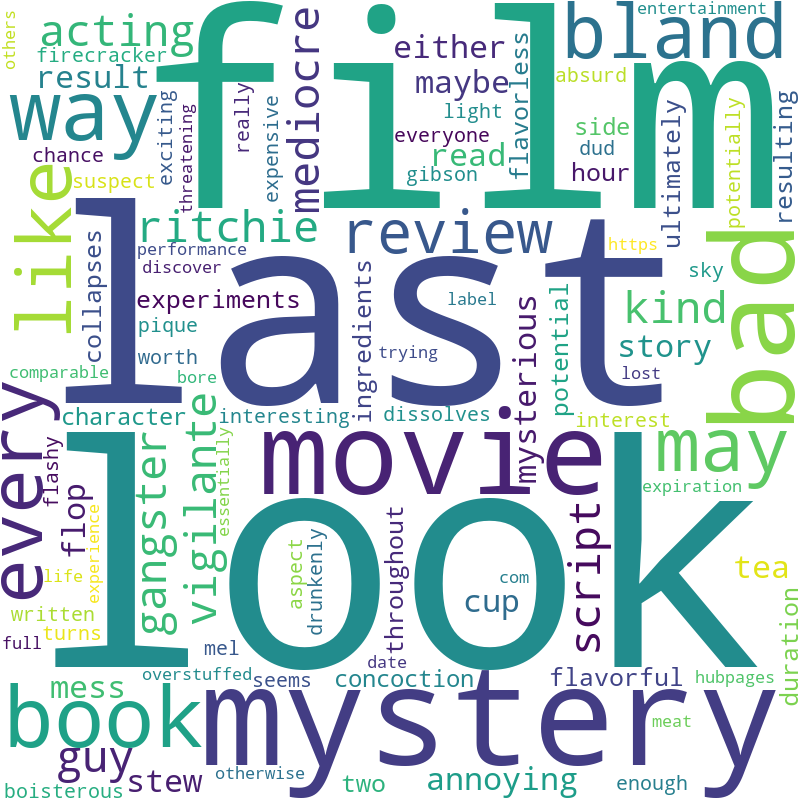 entertainment
others
acting
firecracker
result
way
film
mediocre
either
maybe
bland
absurd
light
flavorless
everyone
read
gibson
side
dud
hour
ultimately
potentially
resulting
chance
suspect
exciting
threatening
really
expensive
like
ritchie
review
performance
discover
https
bad
collapses
last
experiments
pique
worth
ingredients
label
trying
mysterious
potential
sky
kind
story
lost
comparable
bore
character
interesting
dissolves
interest
every
flashy
flop
gangster
vigilante
essentially
movie
may
expiration
script
look
experience
life
written
turns
full
aspect
drunkenly
throughout
com
cup
tea
duration
mel
date
overstuffed
seems
concoction
flavorful
hubpages
mess
book
mystery
meat
guy
stew
otherwise
boisterous
two
annoying
enough